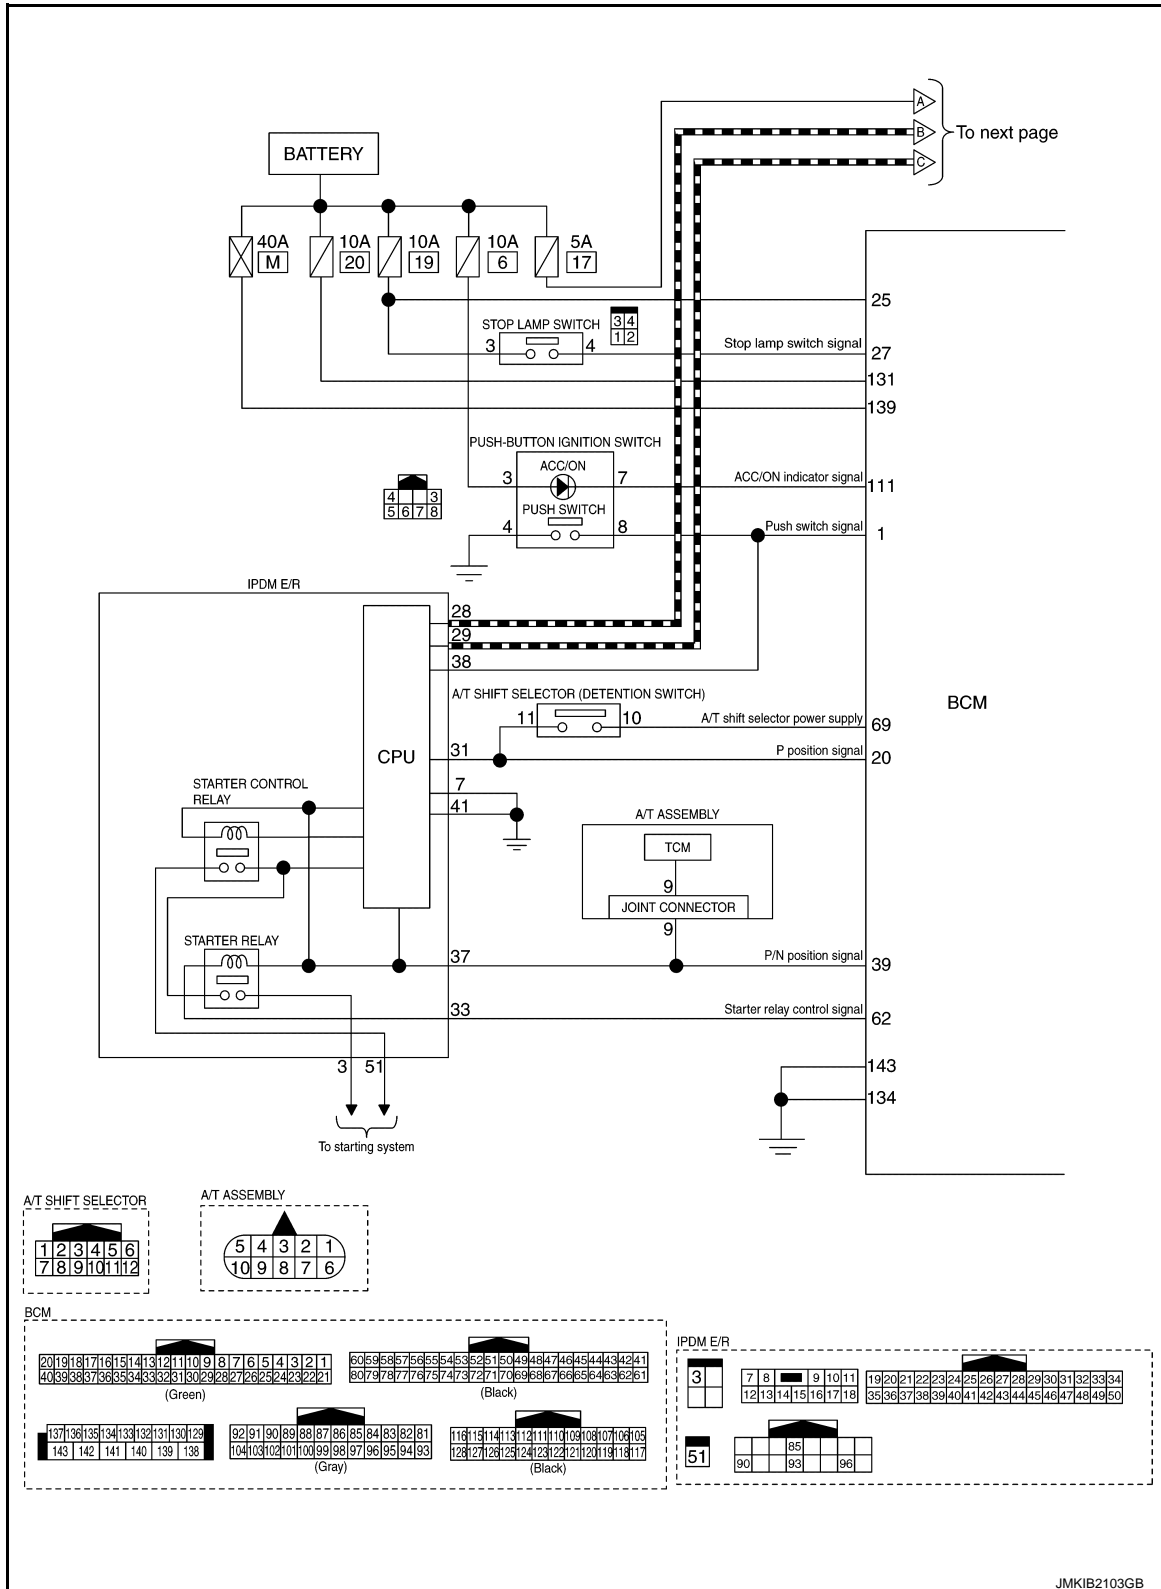 A
B
To next page
C
BATTERY
40A
M
10A
20
10A
19
10A
6
5A
17
25
STOP LAMP SWITCH
3 4
1 2
3
4
Stop lamp switch signal
27
131
139
PUSH-BUTTON IGNITION SWITCH
ACC/ON
3
7
ACC/ON indicator signal
111
4 3
5 6 7 8
PUSH SWITCH
4
8
Push switch signal
1
IPDM E/R
28
29
38
A/T SHIFT SELECTOR (DETENTION SWITCH)
11
10
A/T shift selector power supply
69
BCM
CPU
31
P position signal
20
7
41
STARTER CONTROL
RELAY
A/T ASSEMBLY
TCM
9
JOINT CONNECTOR
9
STARTER RELAY
37
P/N position signal
39
33
Starter relay control signal
62
3
51
143
134
To starting system
A/T SHIFT SELECTOR
1 2 3 4 5 6
7 8 9 10 11 12
A/T ASSEMBLY
5 4 3 2 1
10 9 8 7 6
BCM
20 19 18 17 16 15 14 13 12 11 10 9 8 7 6 5 4 3 2 1
40 39 38 37 36 35 34 33 32 31 30 29 28 27 26 25 24 23 22 21
(Green)
60 59 58 57 56 55 54 53 52 51 50 49 48 47 46 45 44 43 42 41
80 79 78 77 76 75 74 73 72 71 70 69 68 67 66 65 64 63 62 61
(Black)
137 136 135 134 133 132 131 130 129
143 142 141 140 139 138
92 91 90 89 88 87 86 85 84 83 82 81
104 103 102 101 100 99 98 97 96 95 94 93
(Gray)
116 115 114 113 112 111 110 109 108 107 106 105
128 127 126 125 124 123 122 121 120 119 118 117
(Black)
IPDM E/R
3
7 8 9 10 11
12 13 14 15 16 17 18
19 20 21 22 23 24 25 26 27 28 29 30 31 32 33 34
35 36 37 38 39 40 41 42 43 44 45 46 47 48 49 50
51
85
90 93 96
JMKIB2103GB